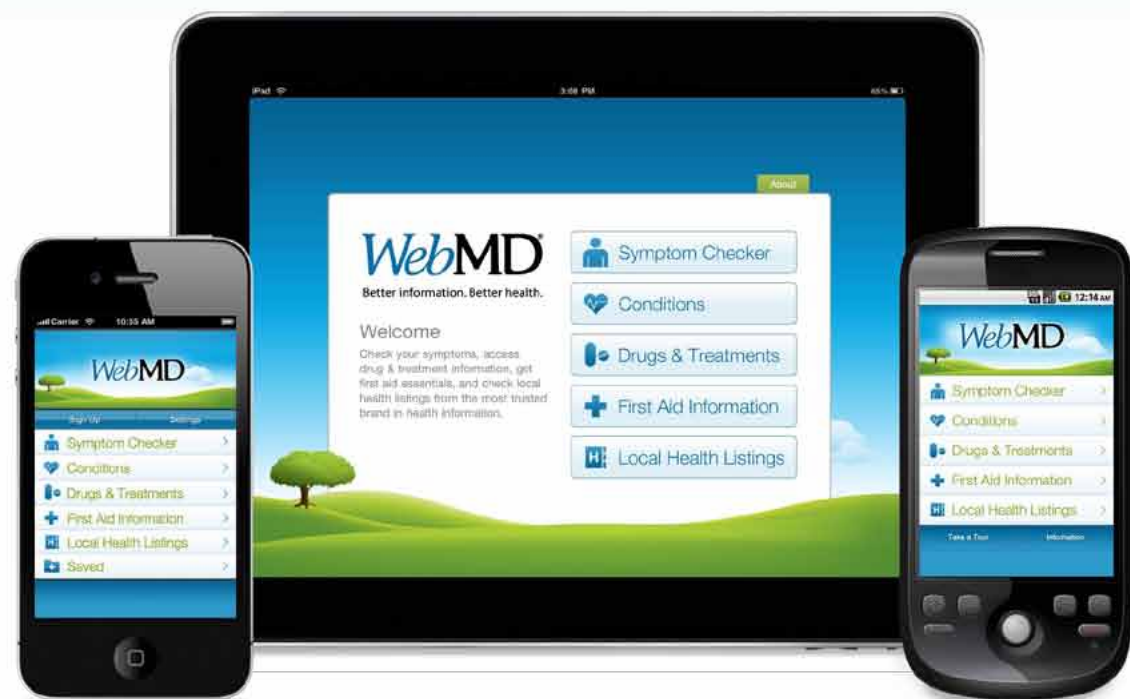 iPad
3:08 PM
65%
About
WebMD®
Better information. Better health.
Welcome
Check your symptoms, access
drug & treatment information, get
first aid essentials, and check local
health listings from the most trusted
brand in health information.
Symptom Checker
Conditions
Drugs & Treatments
First Aid Information
H Local Health Listings
Carrier
10:35 AM
WebMD
Sign Up
Settings
Symptom Checker
Conditions
Drugs & Treatments
First Aid Information
H Local Health Listings
Saved
12:14 AM
WebMD
Symptom Checker
Conditions
Drugs & Treatments
First Aid Information
H Local Health Listings
Take a Tour
Information